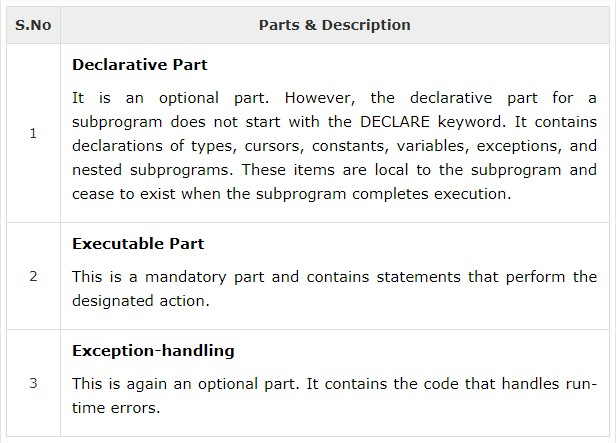 S.No Parts & Description
Declarative Part
It is an optional part. However, the declarative part for a
subprogram does not start with the DECLARE keyword. It contains
1 declarations of types, cursors, constants, variables, exceptions, and
nested subprograms. These items are local to the subprogram and
cease to exist when the subprogram completes execution.
Executable Part
2 This is a mandatory part and contains statements that perform the
designated action.
Exception-handling
3 This is again an optional part. It contains the code that handles run-
time errors.